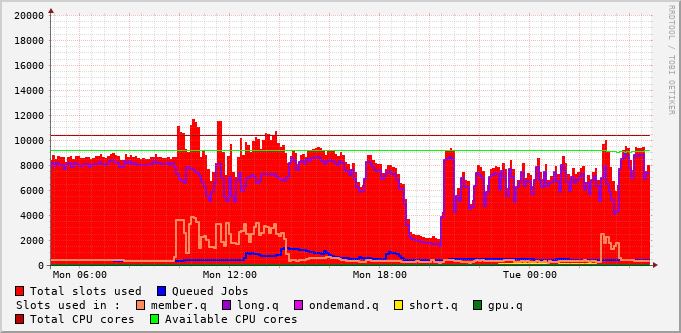 20000
18000
16000
14000
12000
10000
8000
6000
4000
2000
0
Mon 06:00 Mon 12:00 Mon 18:00 Tue 00:00
RRDTOOL / TOBI OETIKER
Total slots used Queued Jobs
Slots used in : member.q long.q ondemand.q short.q gpu.q
Total CPU cores Available CPU cores